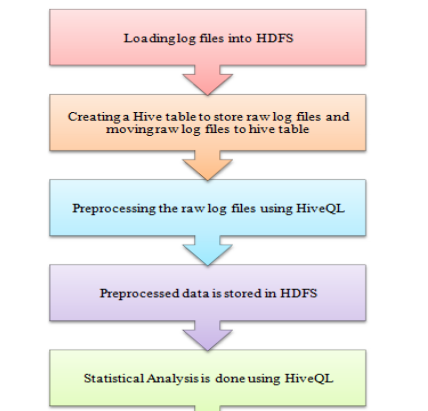 Loading log files into HDFS
Creating a Hive table to store raw log files and
moving raw log files to hive table
Preprocessing the raw log files using HiveQL
Preprocessed data is stored in HDFS
Statistical Analysis is done using HiveQL